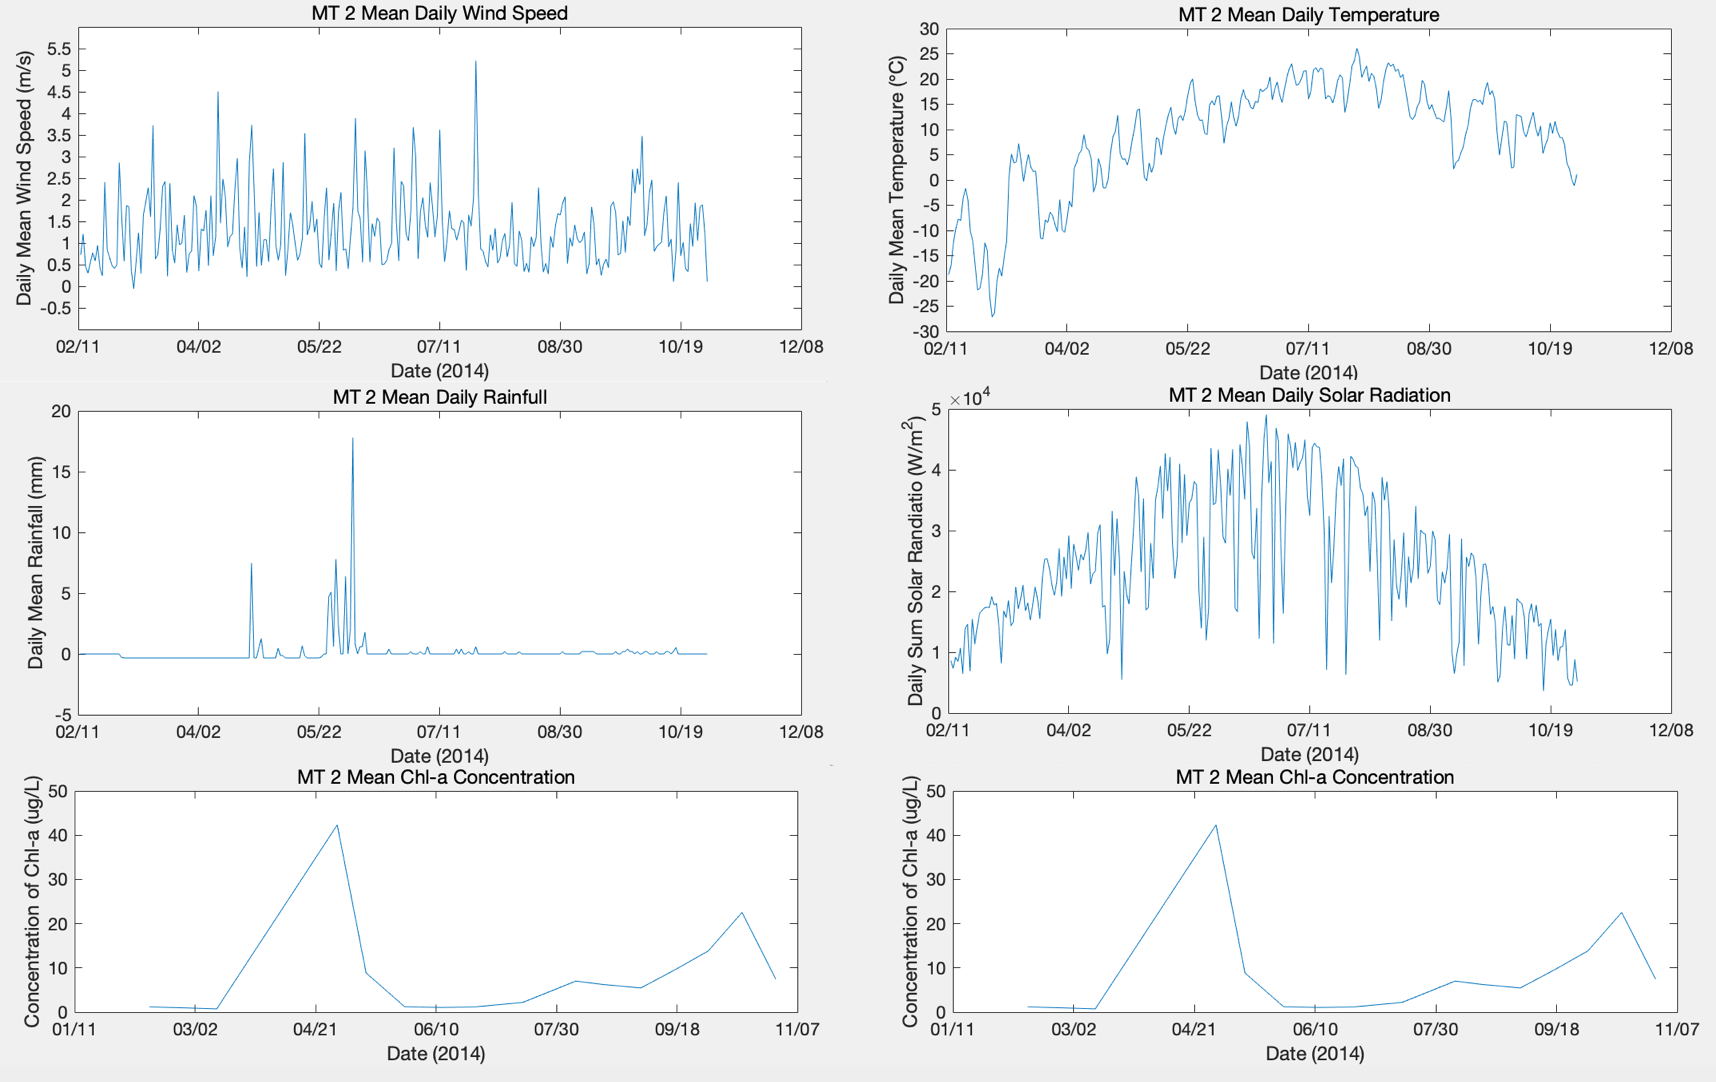 MT 2 Mean Daily Wind Speed
5.5
5
4.5
4
3.5
3
2.5
2
1.5
1
0.5
0
-0.5
Daily Mean Wind Speed (m/s)
02/11 04/02 05/22 07/11 08/30 10/19 12/08
Date (2014)
MT 2 Mean Daily Temperature
30
25
20
15
10
5
0
-5
-10
-15
-20
-25
-30
Daily Mean Temperature (°C)
02/11 04/02 05/22 07/11 08/30 10/19 12/08
Date (2014)
MT 2 Mean Daily Rainfull
20
15
10
5
0
-5
Daily Mean Rainfall (mm)
02/11 04/02 05/22 07/11 08/30 10/19 12/08
Date (2014)
MT 2 Mean Daily Solar Radiation
×10⁴
5
4
3
2
1
0
Daily Sum Solar Randiatio (W/m²)
02/11 04/02 05/22 07/11 08/30 10/19 12/08
Date (2014)
MT 2 Mean Chl-a Concentration
50
40
30
20
10
0
Concentration of Chl-a (ug/L)
01/11 03/02 04/21 06/10 07/30 09/18 11/07
Date (2014)
MT 2 Mean Chl-a Concentration
50
40
30
20
10
0
Concentration of Chl-a (ug/L)
01/11 03/02 04/21 06/10 07/30 09/18 11/07
Date (2014)